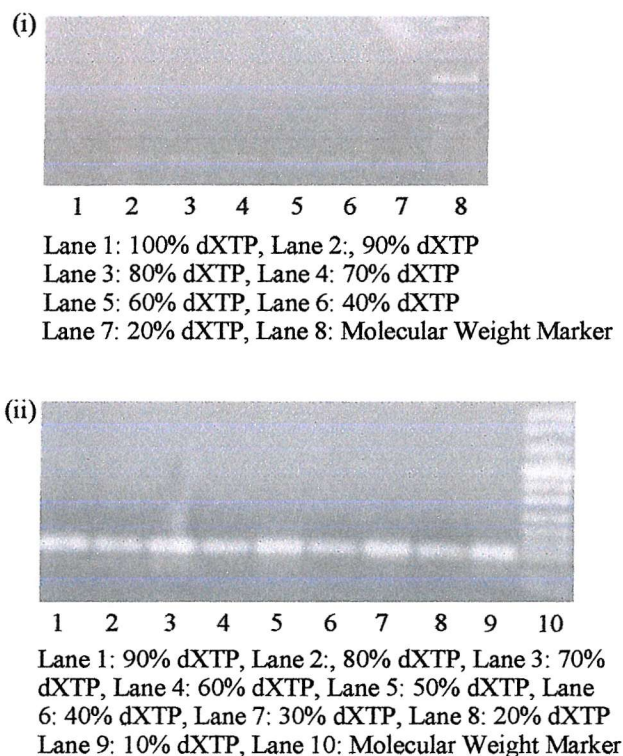 (i)
1 2 3 4 5 6 7 8
Lane 1: 100% dXTP, Lane 2:, 90% dXTP
Lane 3: 80% dXTP, Lane 4: 70% dXTP
Lane 5: 60% dXTP, Lane 6: 40% dXTP
Lane 7: 20% dXTP, Lane 8: Molecular Weight Marker
(ii)
1 2 3 4 5 6 7 8 9 10
Lane 1: 90% dXTP, Lane 2:, 80% dXTP, Lane 3: 70%
dXTP, Lane 4: 60% dXTP, Lane 5: 50% dXTP, Lane
6: 40% dXTP, Lane 7: 30% dXTP, Lane 8: 20% dXTP
Lane 9: 10% dXTP, Lane 10: Molecular Weight Marker